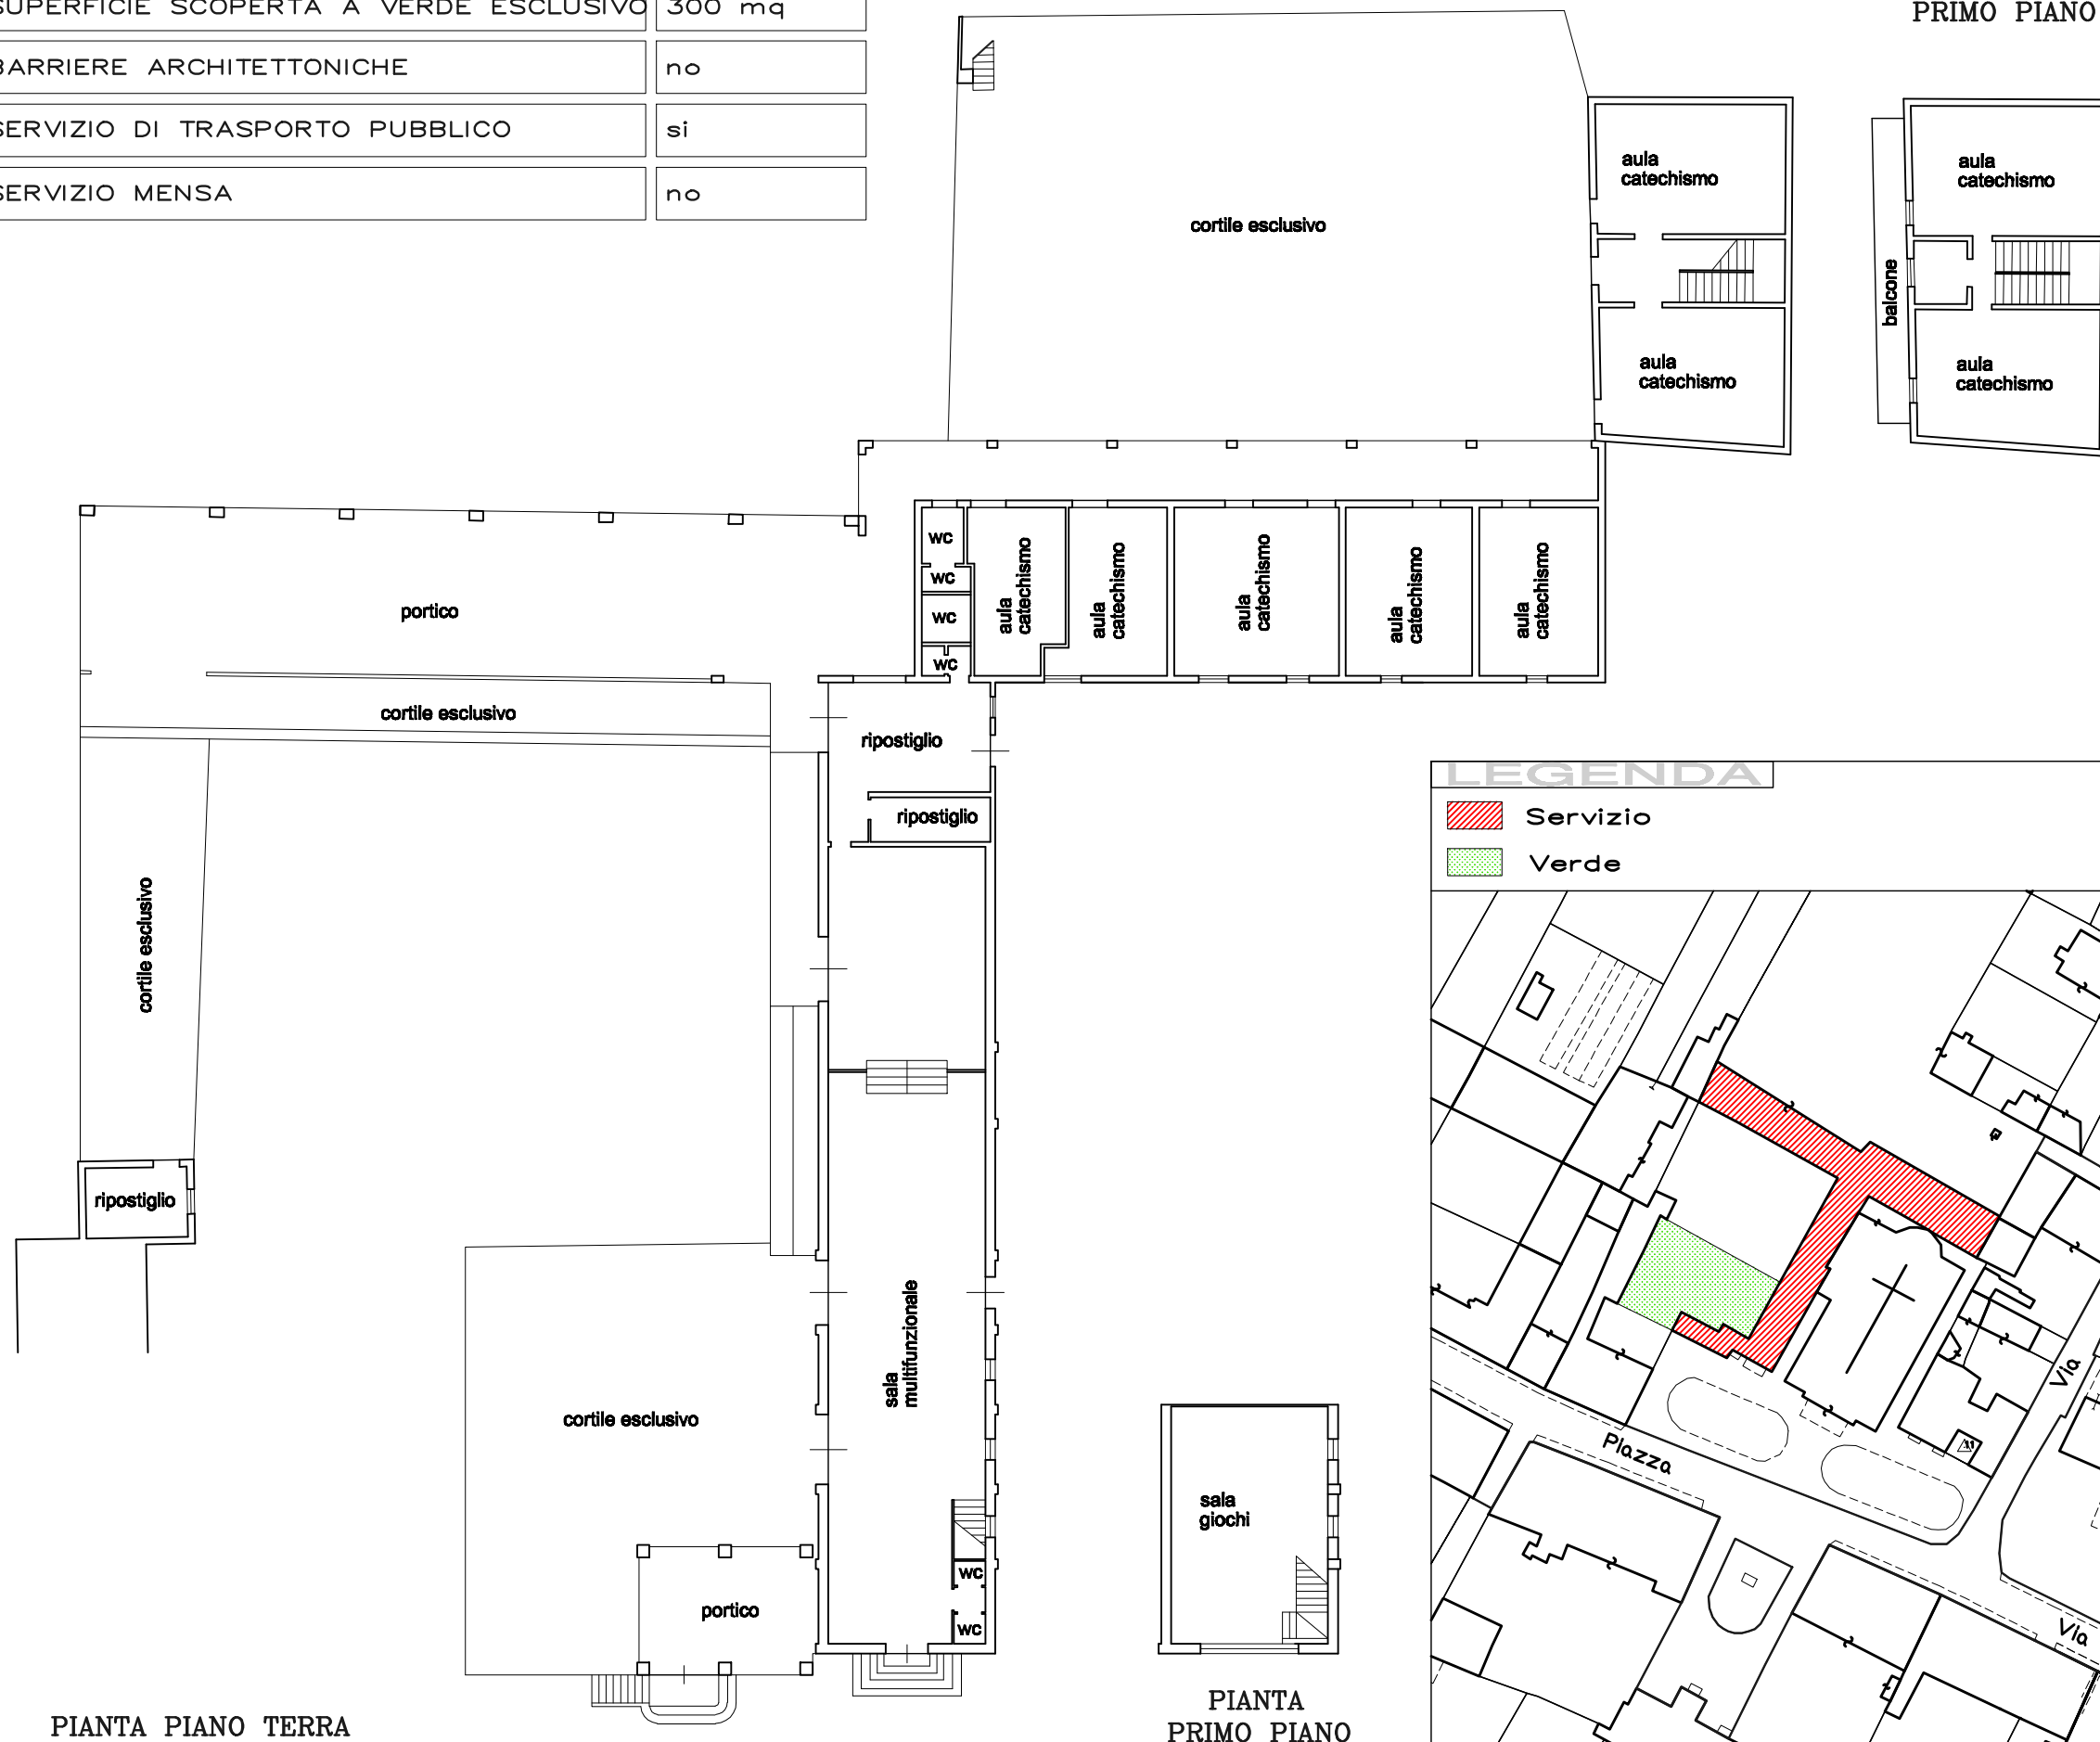 SUPERFICIE SCOPERTA A VERDE ESCLUSIVO 300 mq
BARRIERE ARCHITETTONICHE no
SERVIZIO DI TRASPORTO PUBBLICO si
SERVIZIO MENSA no
PRIMO PIANO
cortile esclusivo
aula
catechismo
aula
catechismo
balcone
aula
catechismo
aula
catechismo
portico
cortile esclusivo
wc
wc
wc
wc
aula
catechismo
aula
catechismo
aula
catechismo
aula
catechismo
aula
catechismo
ripostiglio
ripostiglio
cortile esclusivo
ripostiglio
cortile esclusivo
sala
multifunzionale
wc
wc
portico
sala
giochi
PIANTA PIANO TERRA
PIANTA
PRIMO PIANO
LEGENDA
Servizio
Verde
Piazza
Via
Via